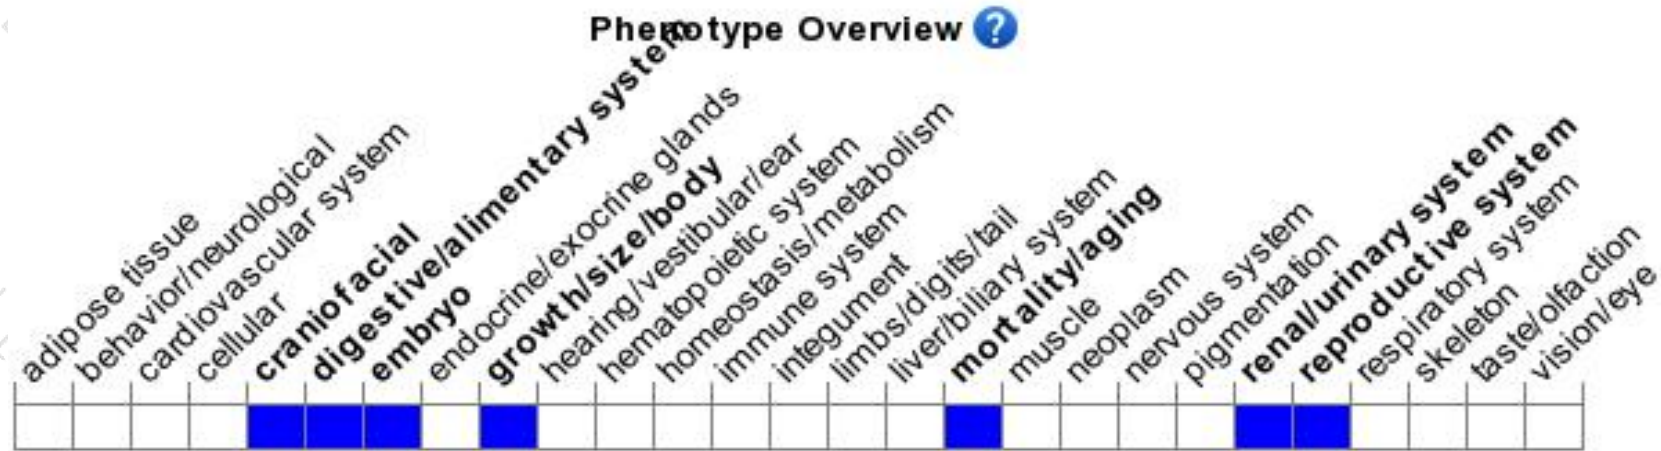 Phenotype Overview ?
adipose tissue
behavior/neurological
cardiovascular system
cellular
craniofacial
digestive/alimentary system
embryo
endocrine/exocrine glands
growth/size/body
hearing/vestibular/ear
hematopoietic system
homeostasis/metabolism
immune system
integument
limbs/digits/tail
liver/biliary system
mortality/aging
muscle
neoplasm
nervous system
pigmentation
renal/urinary system
reproductive system
respiratory system
skeleton
taste/olfaction
vision/eye